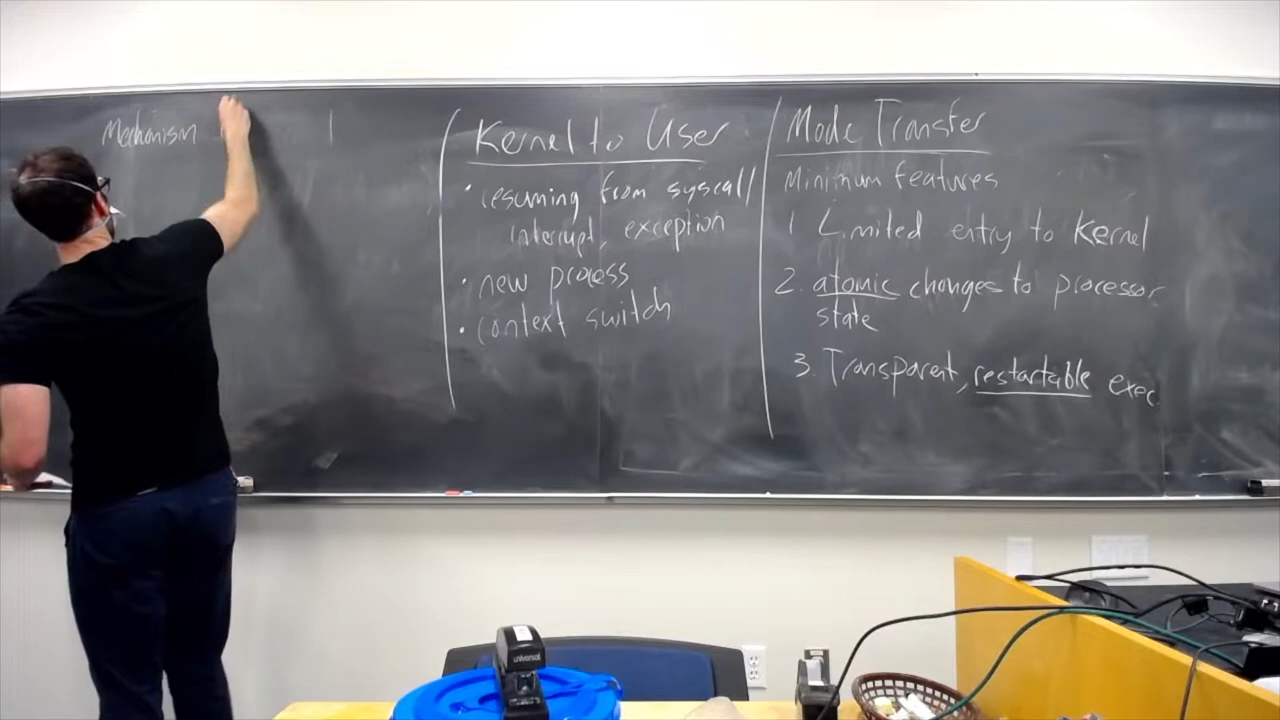 Mechanism
Kernel to User
• resuming from syscall/
interrupt, exception
• new process
• context switch
Mode Transfer
Minimum features
1 Limited entry to Kernel
2. atomic changes to processor
state
3. Transparent, restartable exec.
universal